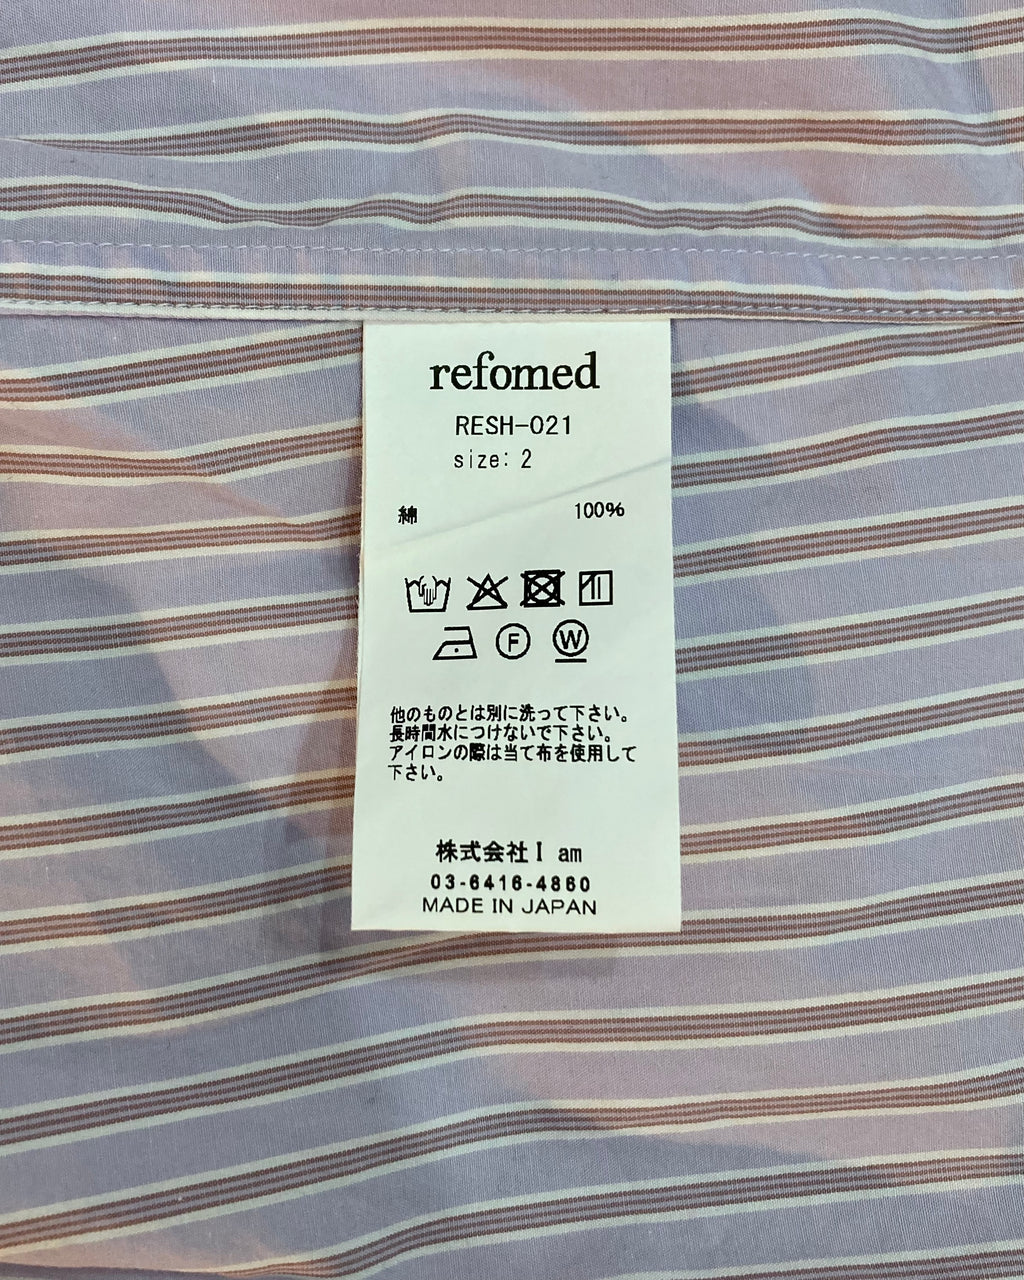 refomed
RESH-021
size: 2
綿 100%
F W
他のものとは別に洗って下さい。
長時間水につけないで下さい。
アイロンの際は当て布を使用して
下さい。
株式会社I am
03-6416-4860
MADE IN JAPAN